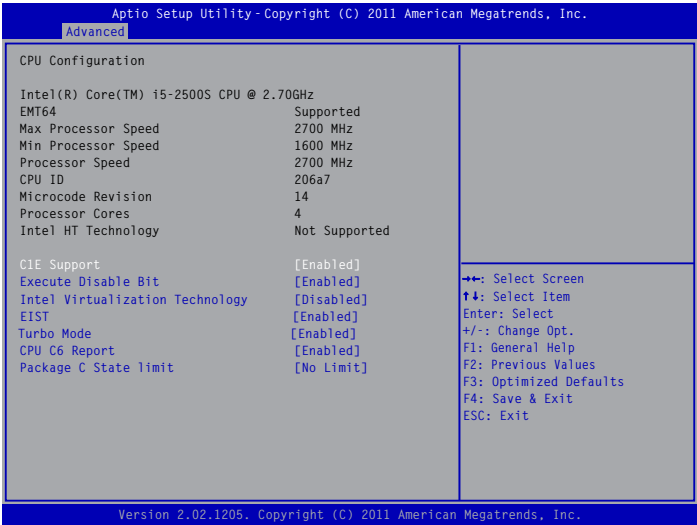 Aptio Setup Utility - Copyright (C) 2011 American Megatrends, Inc.
Advanced
CPU Configuration
Intel(R) Core(TM) i5-2500S CPU @ 2.70GHz
EMT64 Supported
Max Processor Speed 2700 MHz
Min Processor Speed 1600 MHz
Processor Speed 2700 MHz
CPU ID 206a7
Microcode Revision 14
Processor Cores 4
Intel HT Technology Not Supported
C1E Support [Enabled]
Execute Disable Bit [Enabled]
Intel Virtualization Technology [Disabled]
EIST [Enabled]
Turbo Mode [Enabled]
CPU C6 Report [Enabled]
Package C State limit [No Limit]
→←: Select Screen
↑↓: Select Item
Enter: Select
+/-: Change Opt.
F1: General Help
F2: Previous Values
F3: Optimized Defaults
F4: Save & Exit
ESC: Exit
Version 2.02.1205. Copyright (C) 2011 American Megatrends, Inc.